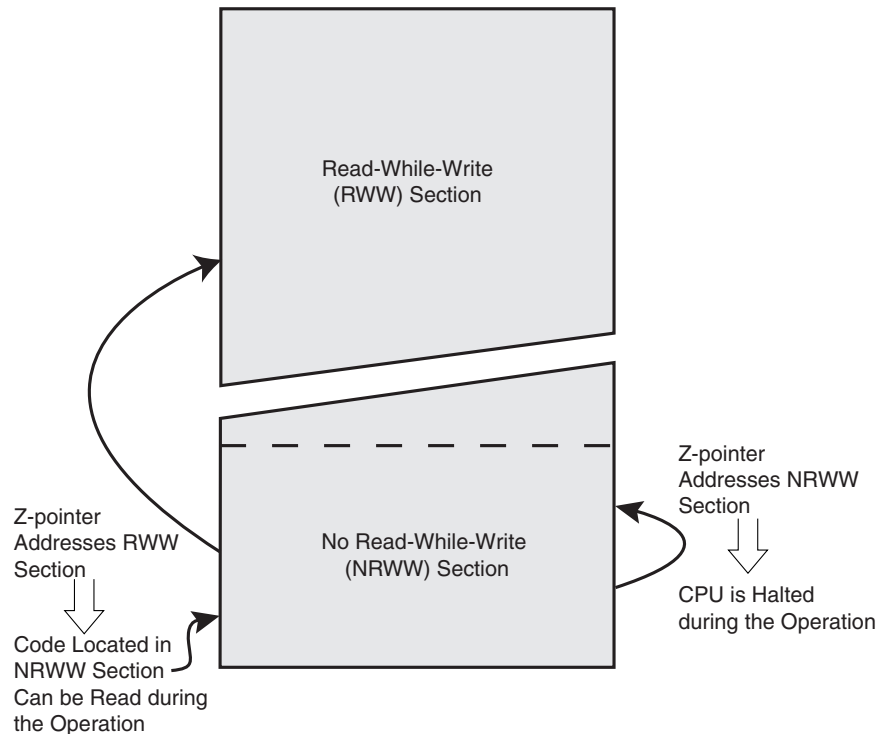 Read-While-Write
(RWW) Section
Z-pointer
Addresses RWW
Section
Code Located in
NRWW Section
Can be Read during
the Operation
No Read-While-Write
(NRWW) Section
Z-pointer
Addresses NRWW
Section
CPU is Halted
during the Operation